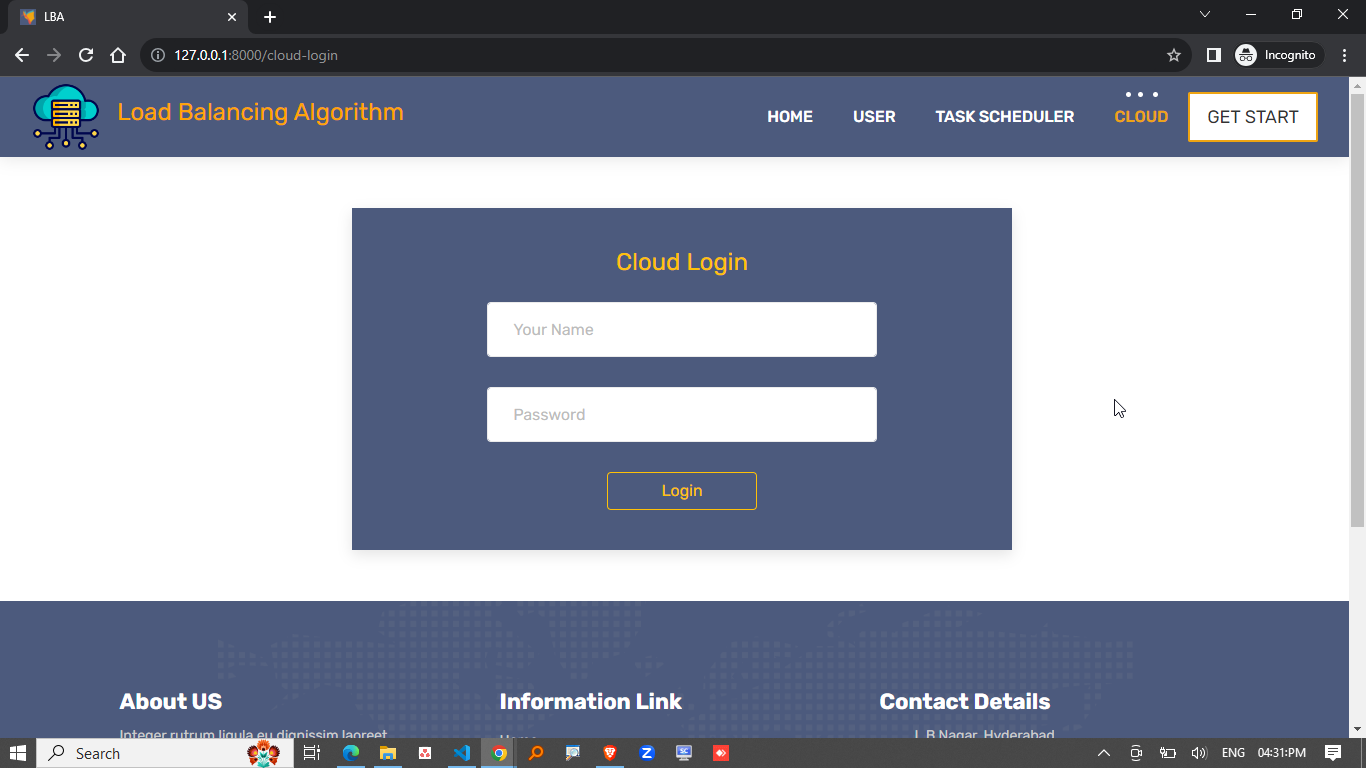 LBA
127.0.0.1:8000/cloud-login
Incognito
Load Balancing Algorithm
HOME
USER
TASK SCHEDULER
CLOUD
GET START
Cloud Login
Your Name
Password
Login
About US
Information Link
Contact Details
Integer rutrum ligula eu dignissim laoreet
Home
L B Nagar, Hyderabad
Search
ENG
04:31:PM